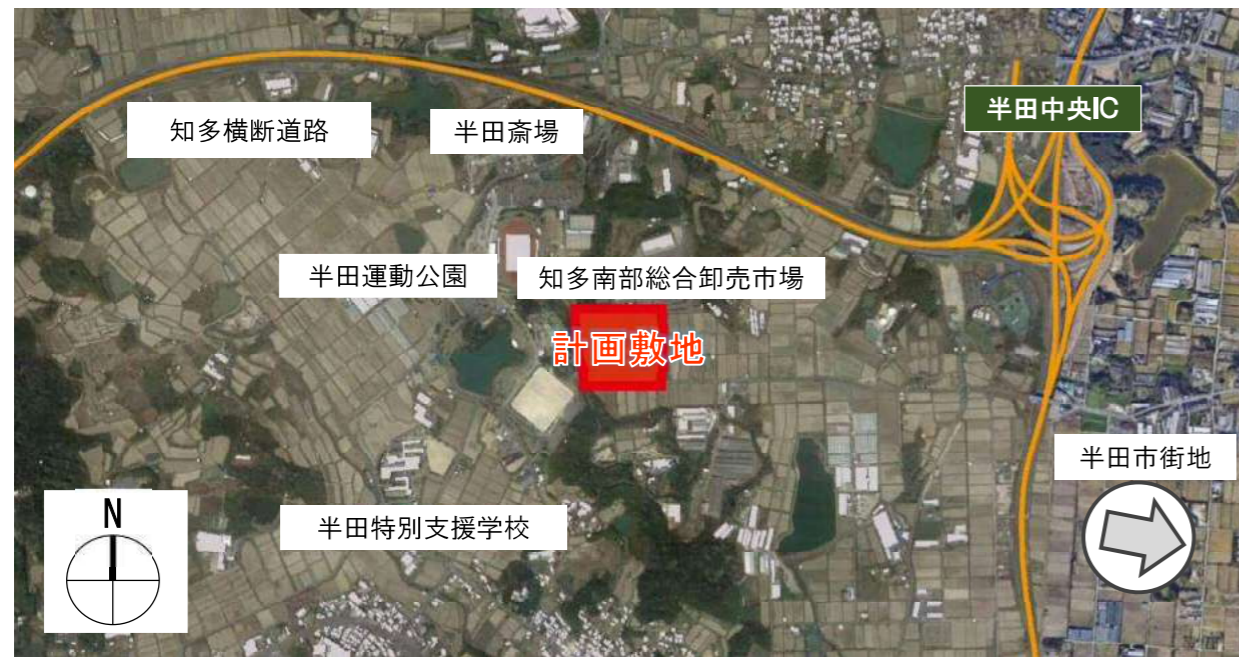 半田中央IC
知多横断道路
半田斎場
半田運動公園
知多南部総合卸売市場
計画敷地
半田市街地
N
半田特別支援学校